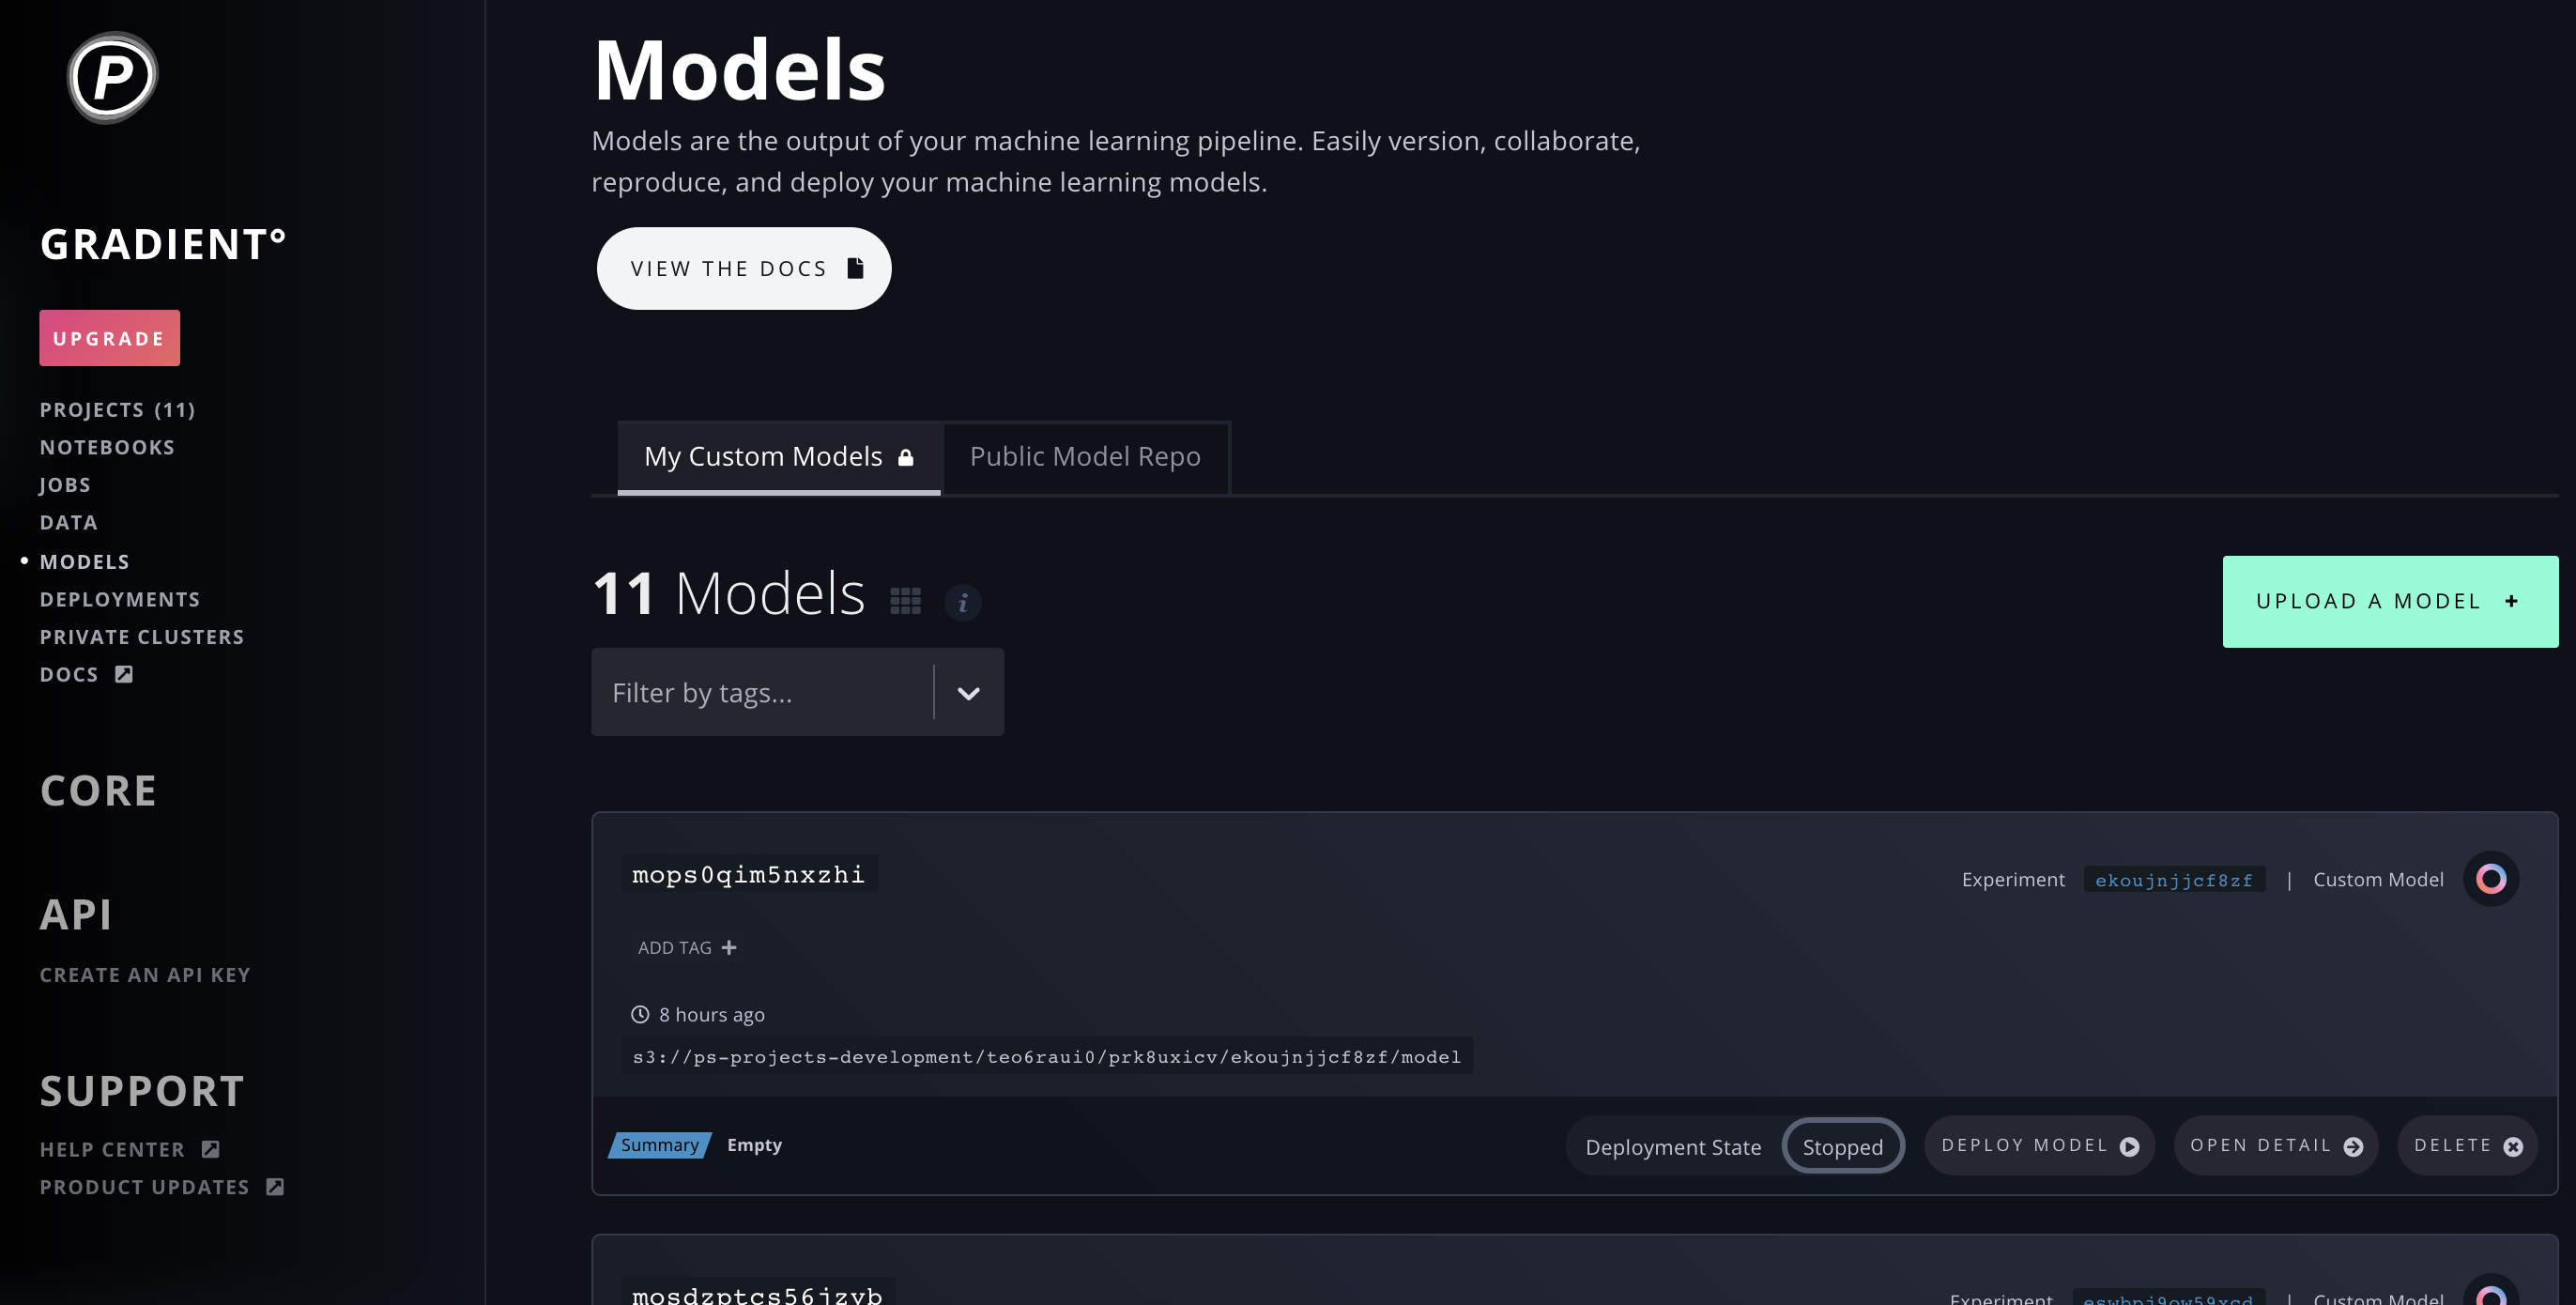 P
GRADIENT°
UPGRADE
PROJECTS (11)
NOTEBOOKS
JOBS
DATA
• MODELS
DEPLOYMENTS
PRIVATE CLUSTERS
DOCS
CORE
API
CREATE AN API KEY
SUPPORT
HELP CENTER
PRODUCT UPDATES
Models
Models are the output of your machine learning pipeline. Easily version, collaborate,
reproduce, and deploy your machine learning models.
VIEW THE DOCS
My Custom Models
Public Model Repo
11 Models
i
UPLOAD A MODEL +
Filter by tags...
mops0qim5nxzhi
Experiment ekoujnjjcf8zf | Custom Model
ADD TAG +
8 hours ago
s3://ps-projects-development/teo6raui0/prk8uxicv/ekoujnjjcf8zf/model
Summary Empty
Deployment State Stopped
DEPLOY MODEL
OPEN DETAIL
DELETE
mosdzptcs56jzvb
Experiment | Custom Model